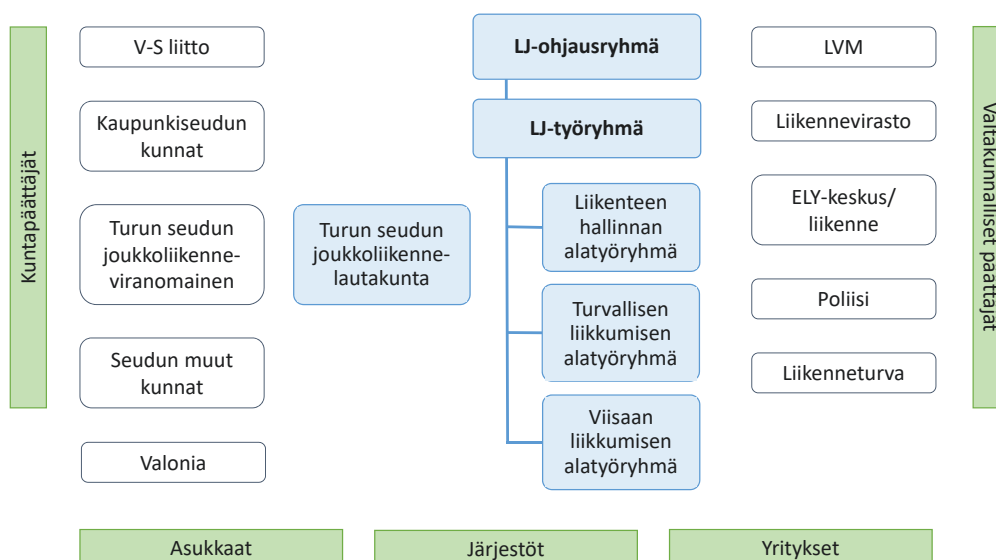 Kuntapäättäjät
V-S liitto
Kaupunkiseudun
kunnat
Turun seudun
joukkoliikenne-
viranomainen
Seudun muut
kunnat
Valonia
Turun seudun
joukkoliikenne-
lautakunta
LJ-ohjausryhmä
LJ-työryhmä
Liikenteen
hallinnan
alatyöryhmä
Turvallisen
liikkumisen
alatyöryhmä
Viisaan
liikkumisen
alatyöryhmä
LVM
Liikennevirasto
ELY-keskus/
liikenne
Poliisi
Liikenneturva
Valtakunnalliset päättäjät
Asukkaat
Järjestöt
Yritykset